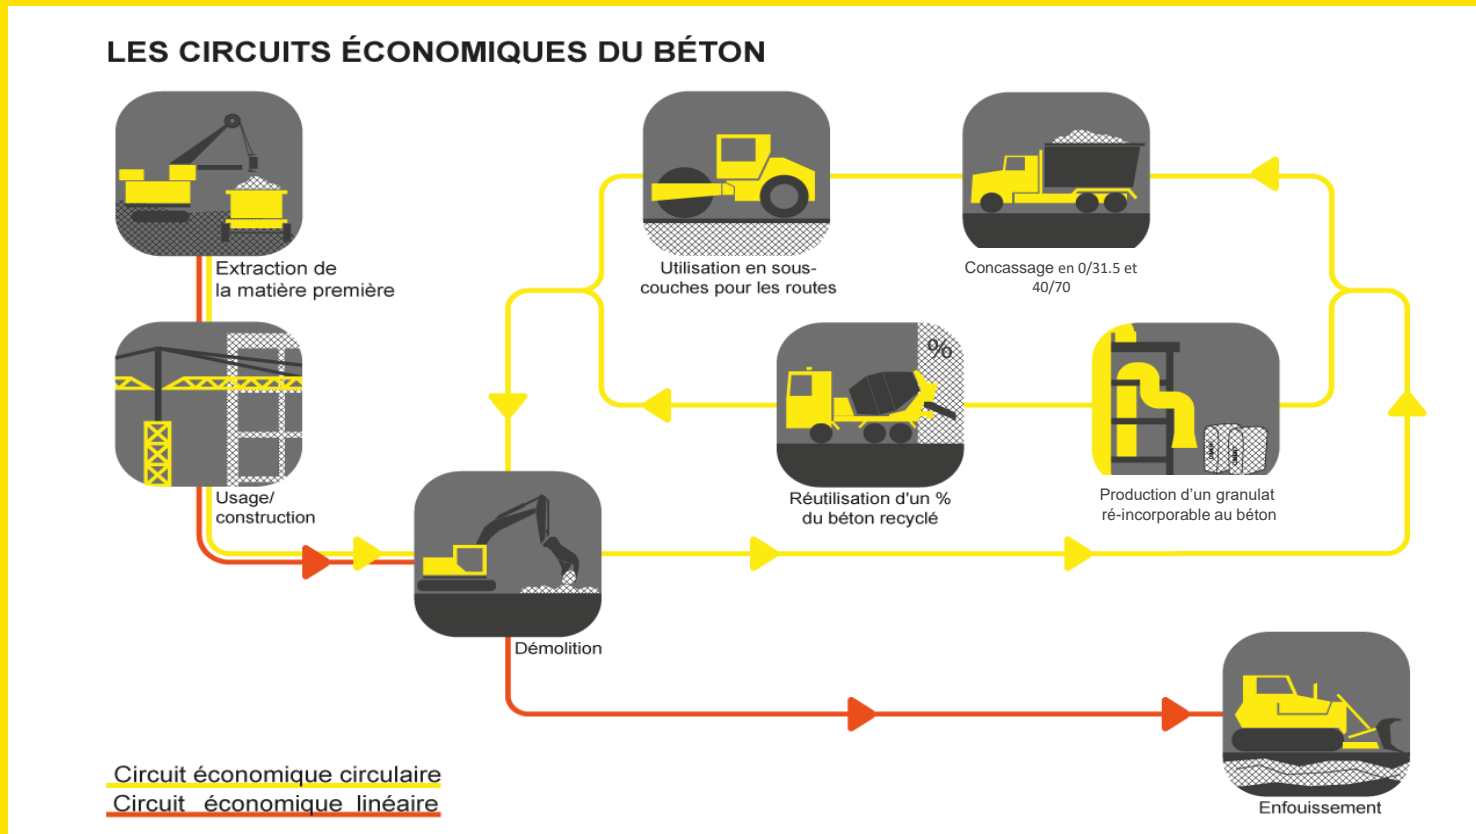 LES CIRCUITS ÉCONOMIQUES DU BÉTON
Extraction de
la matière première
Utilisation en sous-
couches pour les routes
Concassage en 0/31.5 et
40/70
Usage/
construction
%
Réutilisation d'un %
du béton recyclé
Production d’un granulat
ré-incorporable au béton
Démolition
Enfouissement
Circuit économique circulaire
Circuit économique linéaire